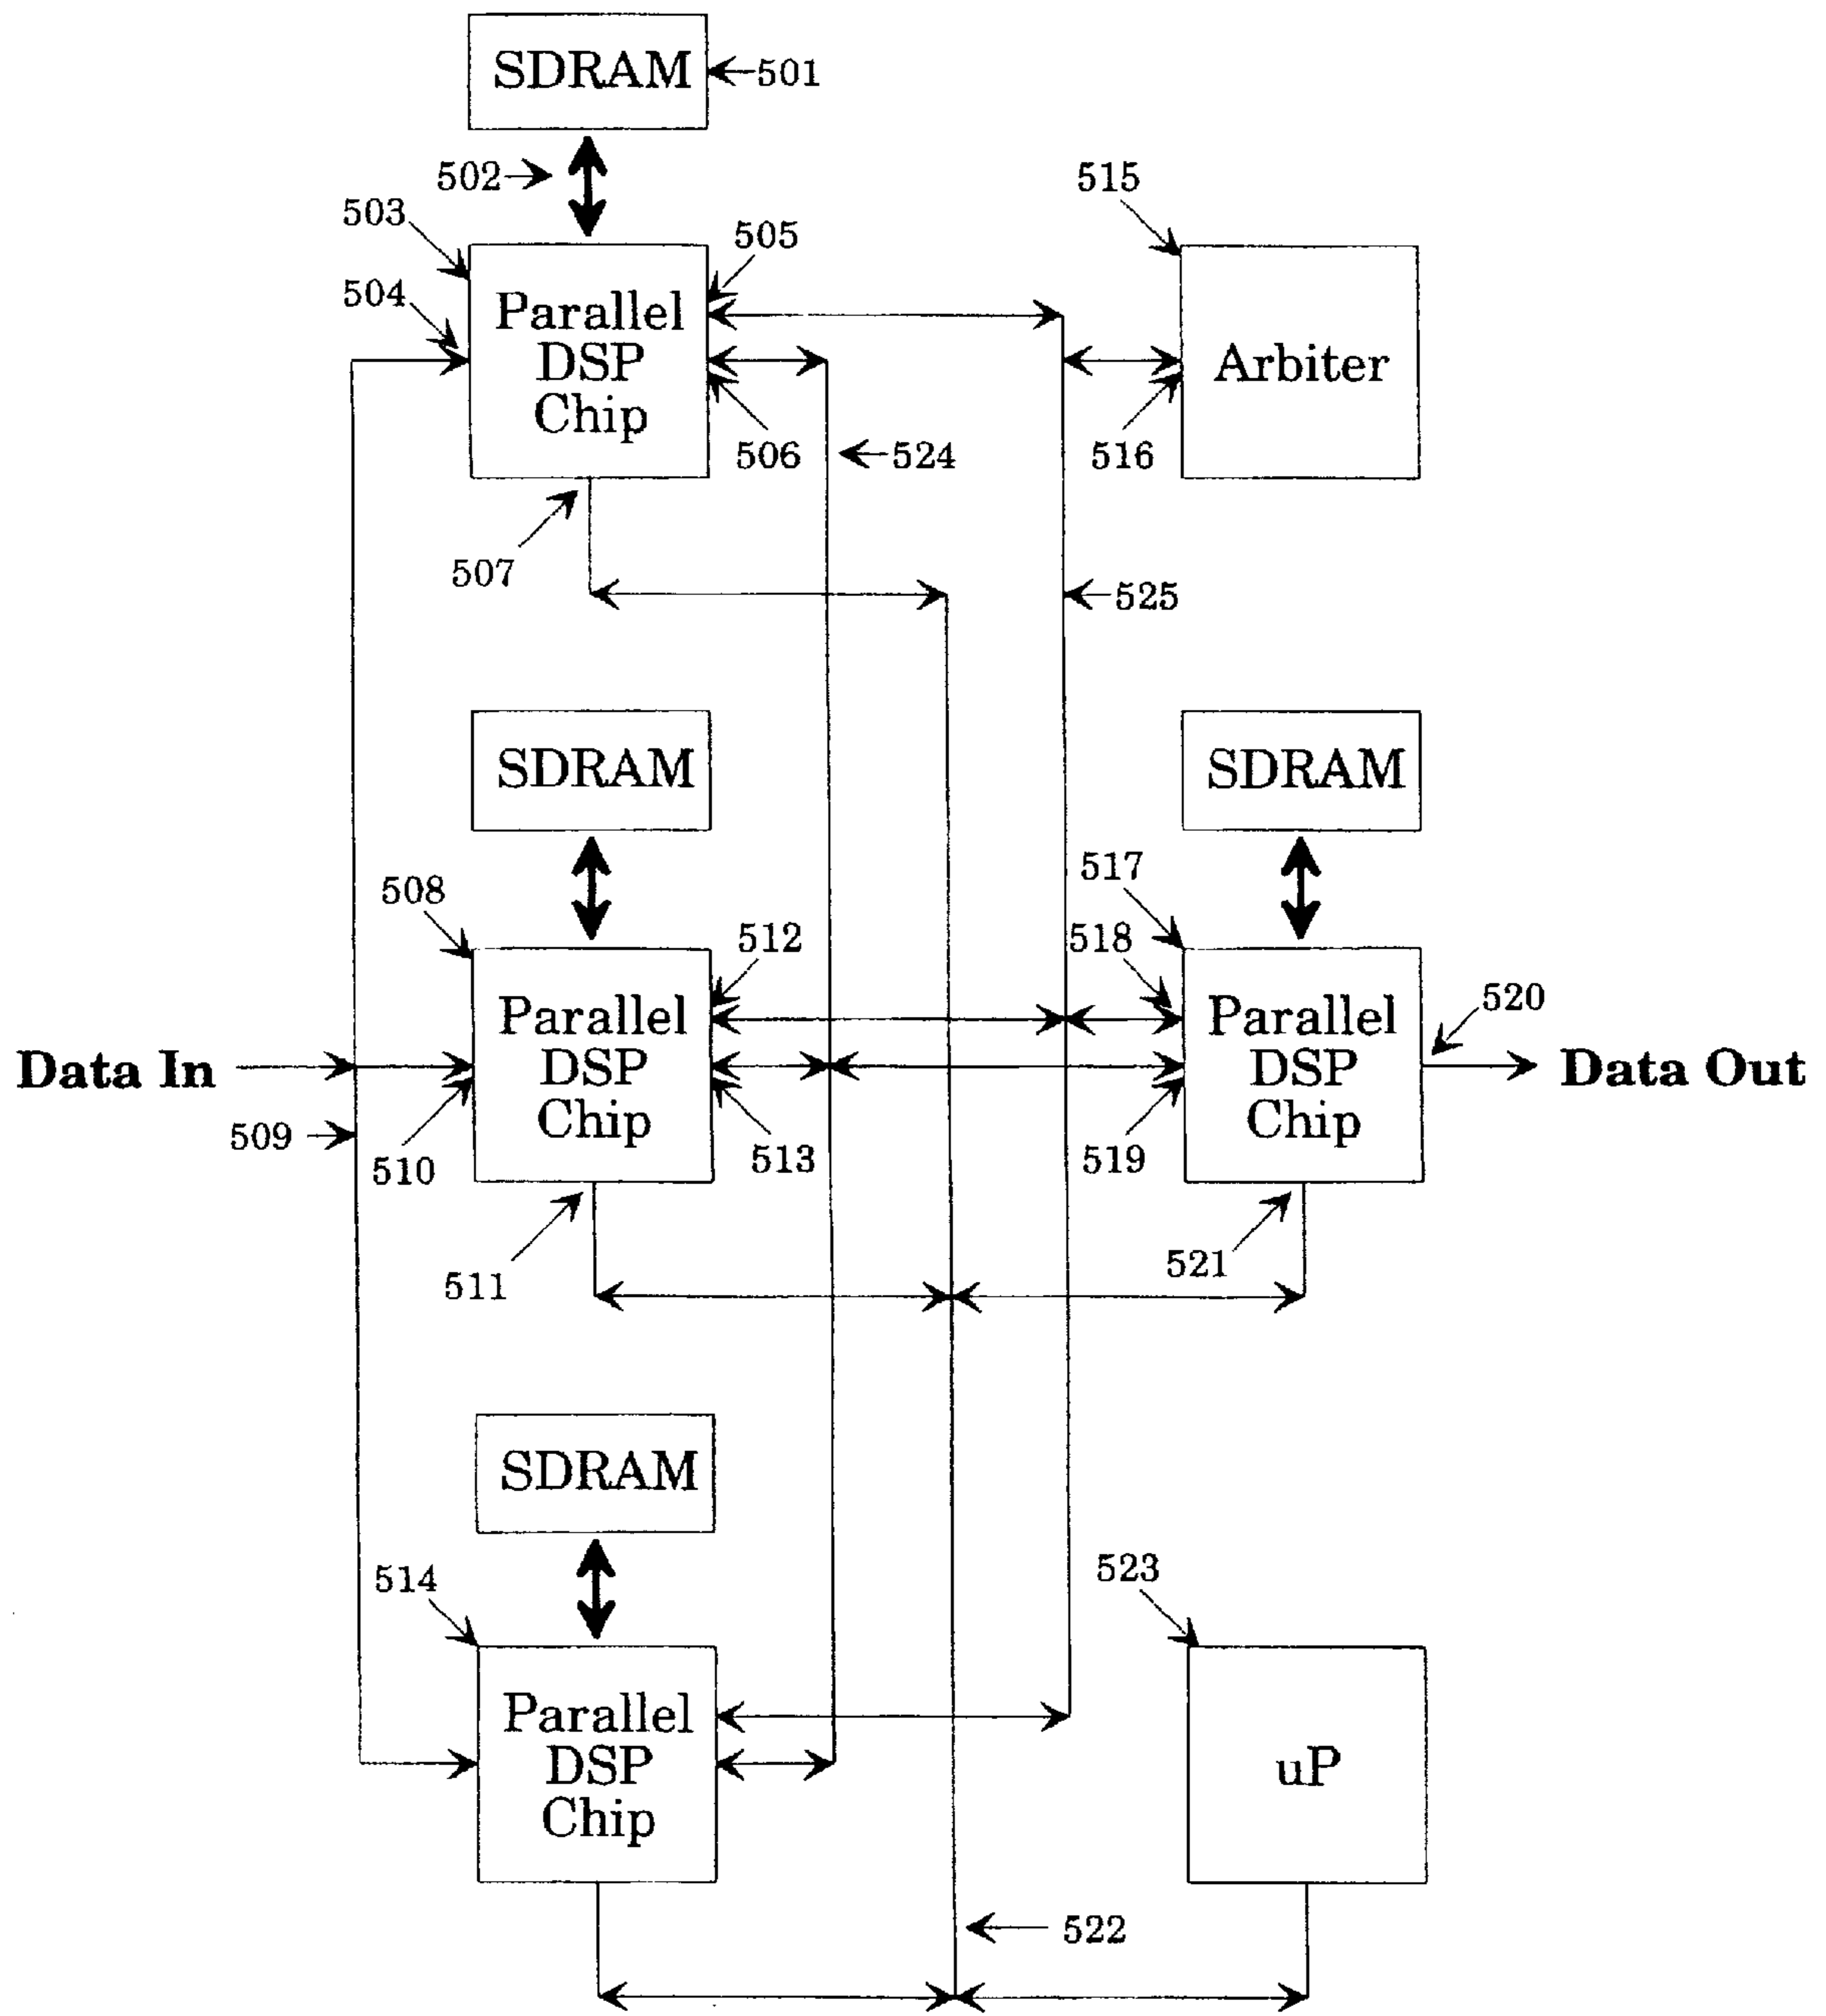 SDRAM
501
502
503
504
505
Parallel
DSP
Chip
506
507
515
Arbiter
516
524
525
SDRAM
SDRAM
508
512
517
518
Parallel
DSP
Chip
Parallel
DSP
Chip
520
Data In
Data Out
509
510
513
519
511
521
SDRAM
514
523
Parallel
DSP
Chip
uP
522